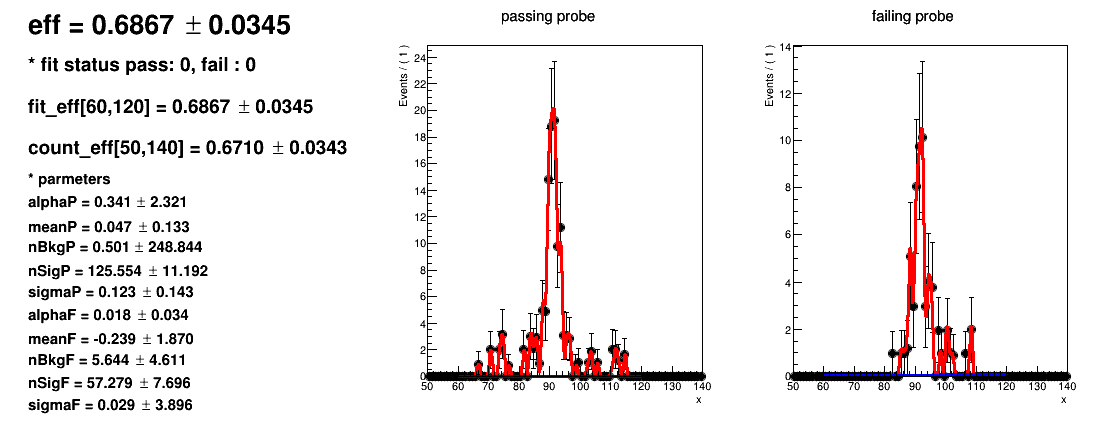 eff = 0.6867 ± 0.0345
* fit status pass: 0, fail : 0
fit_eff[60,120] = 0.6867 ± 0.0345
count_eff[50,140] = 0.6710 ± 0.0343
* parmeters
alphaP = 0.341 ± 2.321
meanP = 0.047 ± 0.133
nBkgP = 0.501 ± 248.844
nSigP = 125.554 ± 11.192
sigmaP = 0.123 ± 0.143
alphaF = 0.018 ± 0.034
meanF = -0.239 ± 1.870
nBkgF = 5.644 ± 4.611
nSigF = 57.279 ± 7.696
sigmaF = 0.029 ± 3.896
passing probe
Events / ( 1 )
24
22
20
18
16
14
12
10
8
6
4
2
0
50 60 70 80 90 100 110 120 130 140
x
failing probe
Events / ( 1 )
14
12
10
8
6
4
2
0
50 60 70 80 90 100 110 120 130 140
x